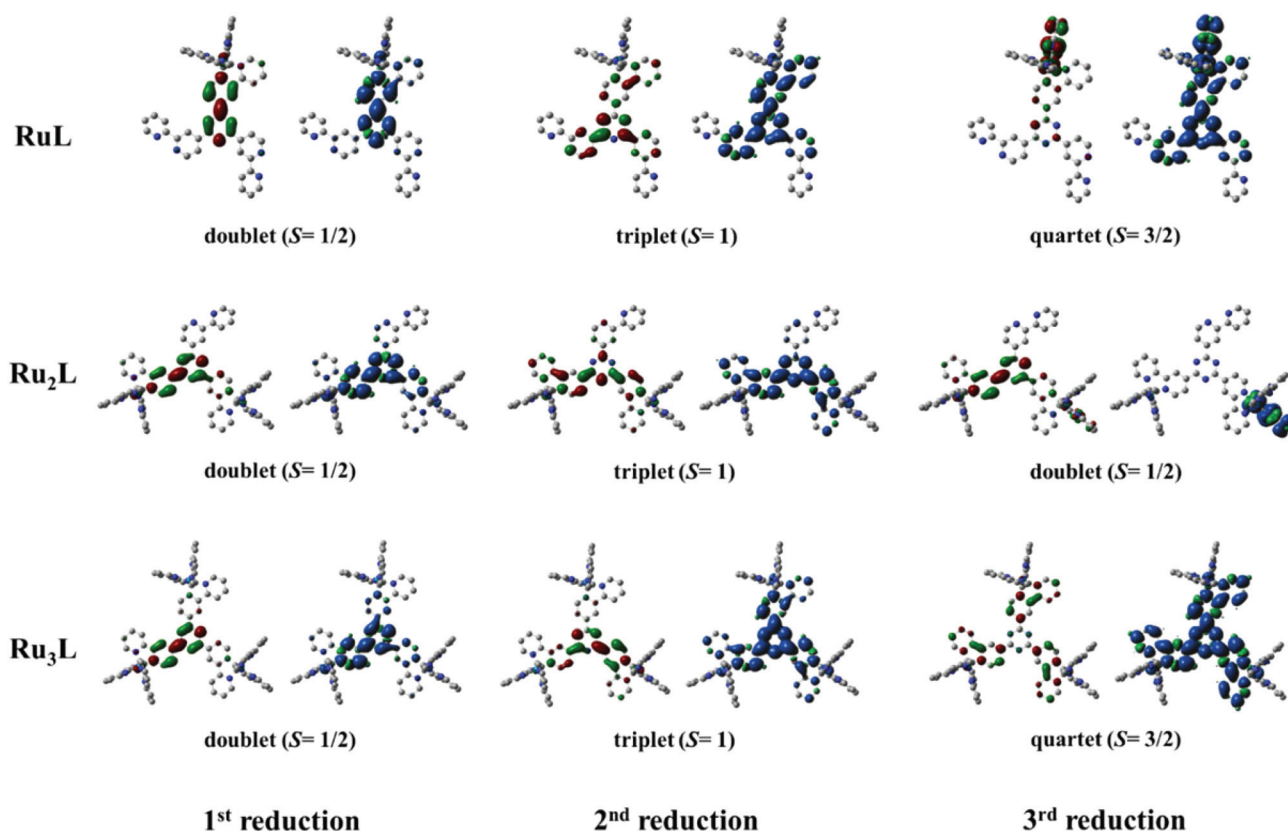 RuL
doublet (S= 1/2) triplet (S= 1) quartet (S= 3/2)
Ru₂L
doublet (S= 1/2) triplet (S= 1) doublet (S= 1/2)
Ru₃L
doublet (S= 1/2) triplet (S= 1) quartet (S= 3/2)
1ˢᵗ reduction 2ⁿᵈ reduction 3ʳᵈ reduction